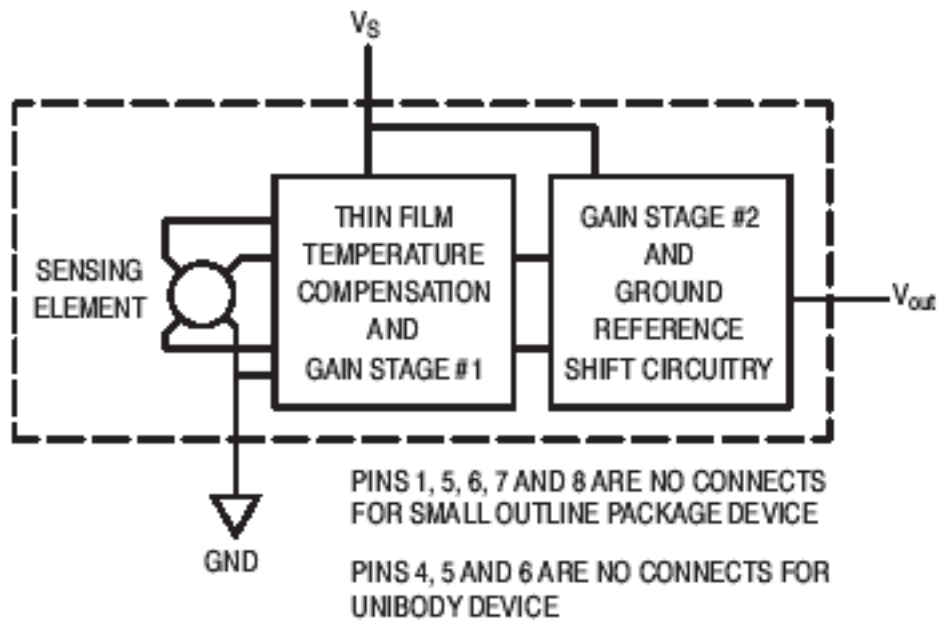 VS
SENSING
ELEMENT
THIN FILM
TEMPERATURE
COMPENSATION
AND
GAIN STAGE #1
GAIN STAGE #2
AND
GROUND
REFERENCE
SHIFT CIRCUITRY
Vout
GND
PINS 1, 5, 6, 7 AND 8 ARE NO CONNECTS
FOR SMALL OUTLINE PACKAGE DEVICE
PINS 4, 5 AND 6 ARE NO CONNECTS FOR
UNIBODY DEVICE